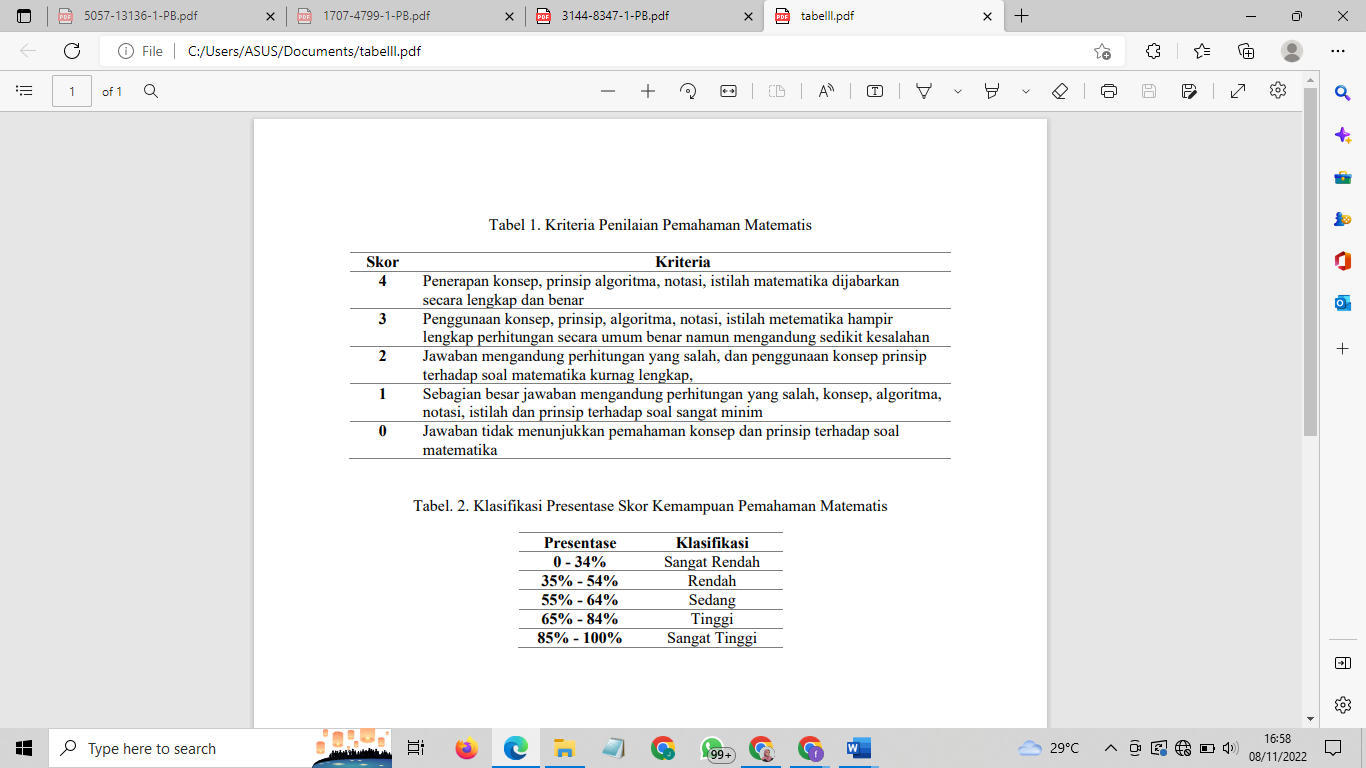 5057-13136-1-PB.pdf
1707-4799-1-PB.pdf
3144-8347-1-PB.pdf
tabelll.pdf
File
C:/Users/ASUS/Documents/tabelll.pdf
1 of 1
Tabel 1. Kriteria Penilaian Pemahaman Matematis
Skor Kriteria
4 Penerapan konsep, prinsip algoritma, notasi, istilah matematika dijabarkan
secara lengkap dan benar
3 Penggunaan konsep, prinsip, algoritma, notasi, istilah metematika hampir
lengkap perhitungan secara umum benar namun mengandung sedikit kesalahan
2 Jawaban mengandung perhitungan yang salah, dan penggunaan konsep prinsip
terhadap soal matematika kurnag lengkap,
1 Sebagian besar jawaban mengandung perhitungan yang salah, konsep, algoritma,
notasi, istilah dan prinsip terhadap soal sangat minim
0 Jawaban tidak menunjukkan pemahaman konsep dan prinsip terhadap soal
matematika
Tabel. 2. Klasifikasi Presentase Skor Kemampuan Pemahaman Matematis
Presentase Klasifikasi
0 - 34% Sangat Rendah
35% - 54% Rendah
55% - 64% Sedang
65% - 84% Tinggi
85% - 100% Sangat Tinggi
Type here to search
99+
29°C
16:58
08/11/2022